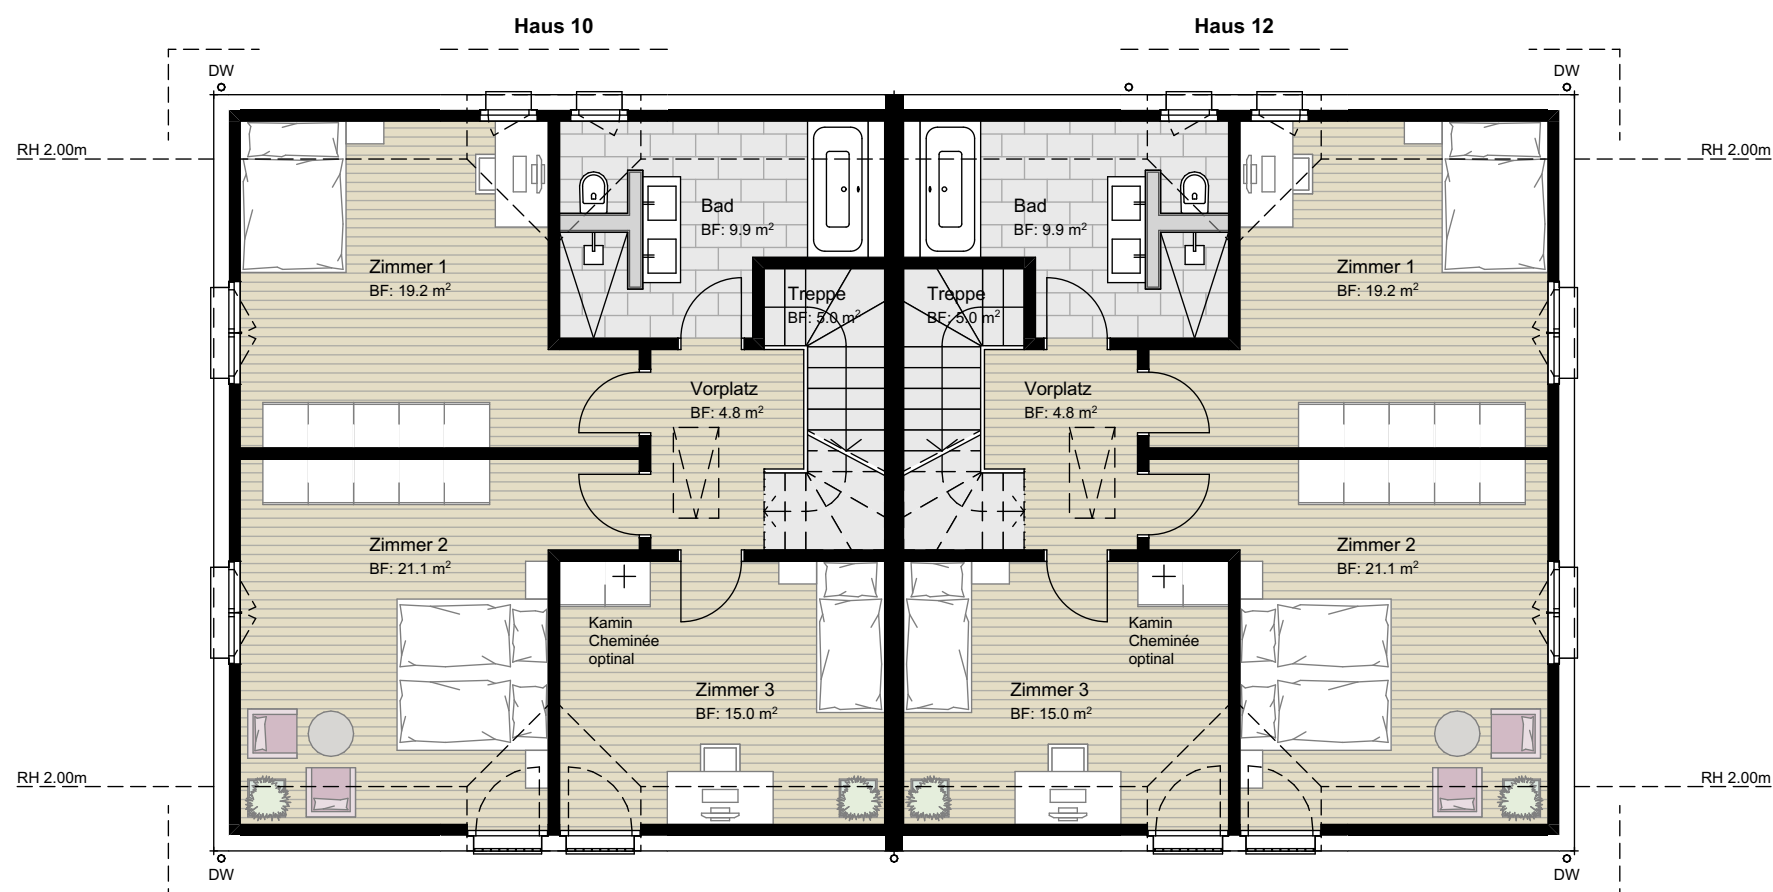 Haus 10
Haus 12
DW
DW
RH 2.00m
RH 2.00m
Bad
BF: 9.9 m²
Bad
BF: 9.9 m²
Zimmer 1
BF: 19.2 m²
Treppe
BF: 5.0 m²
Treppe
BF: 5.0 m²
Zimmer 1
BF: 19.2 m²
Vorplatz
BF: 4.8 m²
Vorplatz
BF: 4.8 m²
Zimmer 2
BF: 21.1 m²
Zimmer 2
BF: 21.1 m²
Kamin
Cheminée
optinal
Kamin
Cheminée
optinal
Zimmer 3
BF: 15.0 m²
Zimmer 3
BF: 15.0 m²
RH 2.00m
RH 2.00m
DW
DW